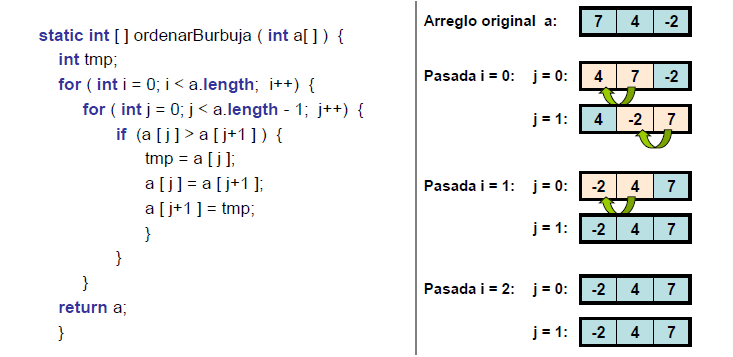 static int [ ] ordenarBurbuja ( int a[ ] ) {
int tmp;
for ( int i = 0; i < a.length; i++) {
for ( int j = 0; j < a.length - 1; j++) {
if (a [ j ] > a [ j+1 ] ) {
tmp = a [ j ];
a [ j ] = a [ j+1 ];
a [ j+1 ] = tmp;
}
}
}
return a;
}
Arreglo original a: 7 4 -2
Pasada i = 0: j = 0: 4 7 -2
j = 1: 4 -2 7
Pasada i = 1: j = 0: -2 4 7
j = 1: -2 4 7
Pasada i = 2: j = 0: -2 4 7
j = 1: -2 4 7